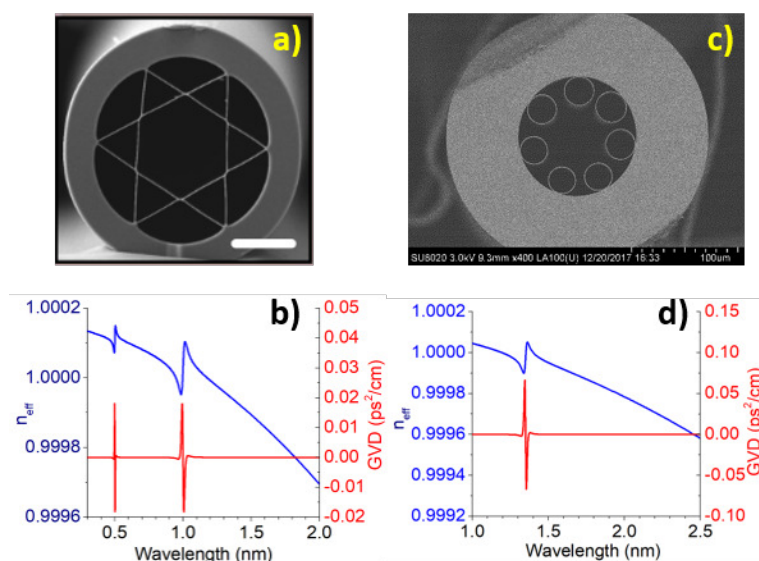 a)
c)
SU8020 3.0kV 9.3mm x400 LA100(U) 12/20/2017 16:33
100um
b)
1.0002
1.0000
0.9998
0.9996
n_eff
0.05
0.04
0.03
0.02
0.01
0.00
-0.01
-0.02
GVD (ps²/cm)
0.5
1.0
1.5
2.0
Wavelength (nm)
d)
1.0002
1.0000
0.9998
0.9996
0.9994
0.9992
n_eff
0.15
0.10
0.05
0.00
-0.05
-0.10
GVD (ps²/cm)
1.0
1.5
2.0
2.5
Wavelength (nm)